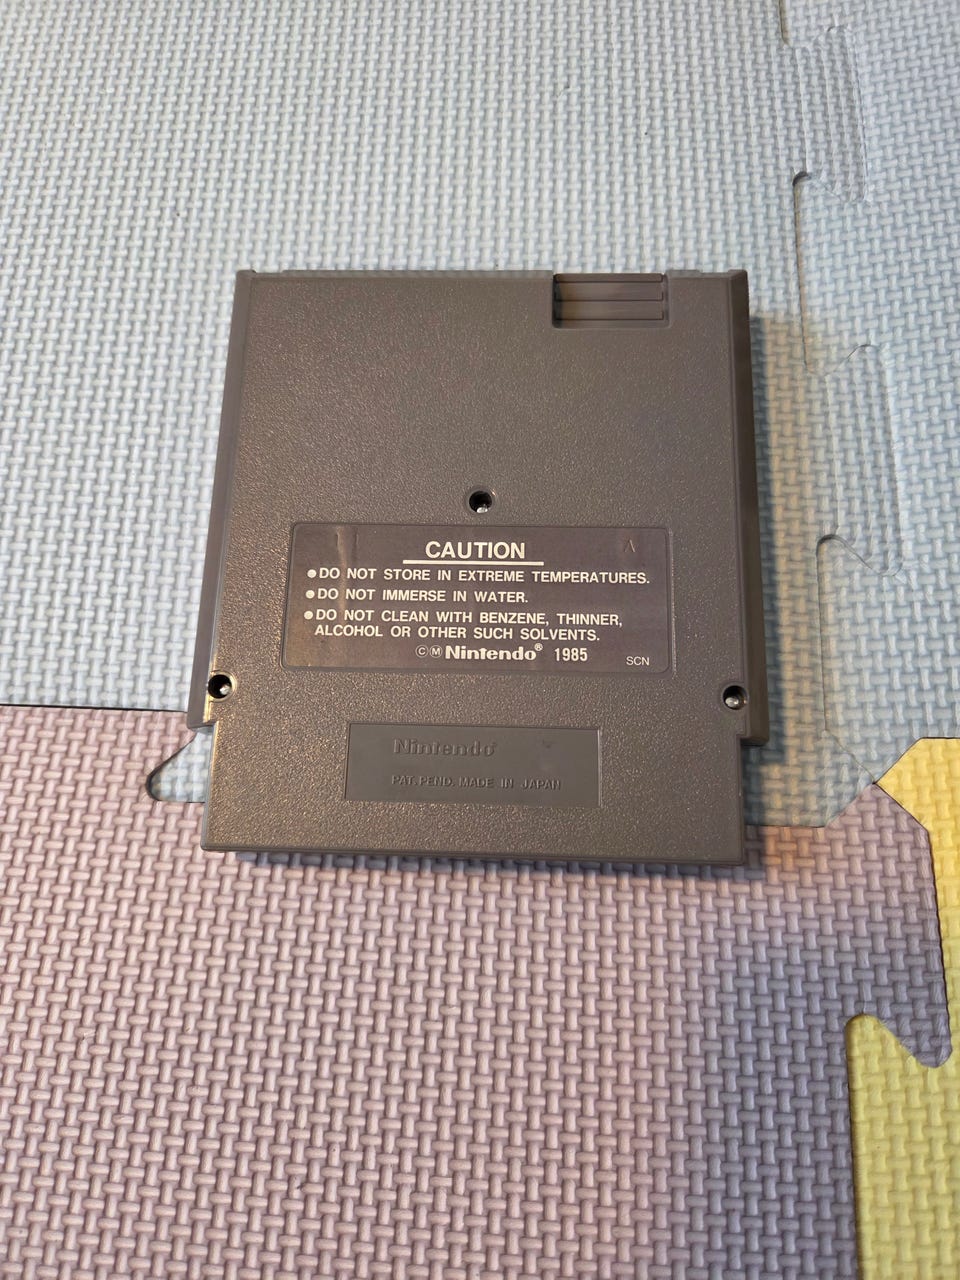 CAUTION
●DO NOT STORE IN EXTREME TEMPERATURES.
●DO NOT IMMERSE IN WATER.
●DO NOT CLEAN WITH BENZENE, THINNER,
ALCOHOL OR OTHER SUCH SOLVENTS.
©Ⓜ Nintendo® 1985 SCN
Nintendo®
PAT. PEND. MADE IN JAPAN